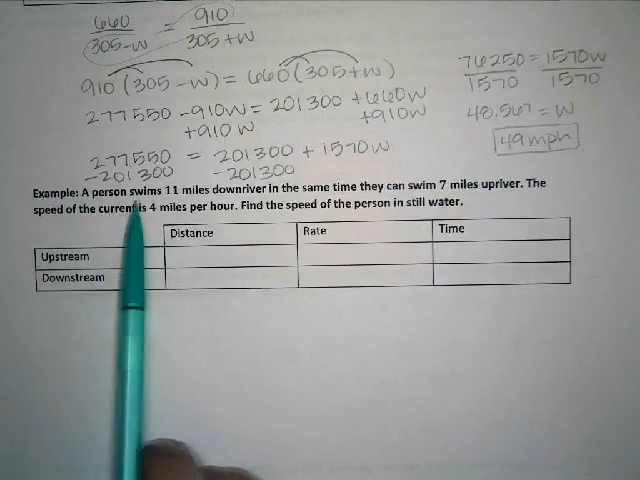 660 = 910
305-w 305+w
910(305-w) = 660(305+w)
277550 -910w = 201300 +660w
+910w +910w
277550 = 201300 + 1570w
-201300 -201300
76250 = 1570w
1570 1570
48.567 = w
49mph
Example: A person swims 11 miles downriver in the same time they can swim 7 miles upriver. The
speed of the current is 4 miles per hour. Find the speed of the person in still water.
Distance Rate Time
Upstream
Downstream